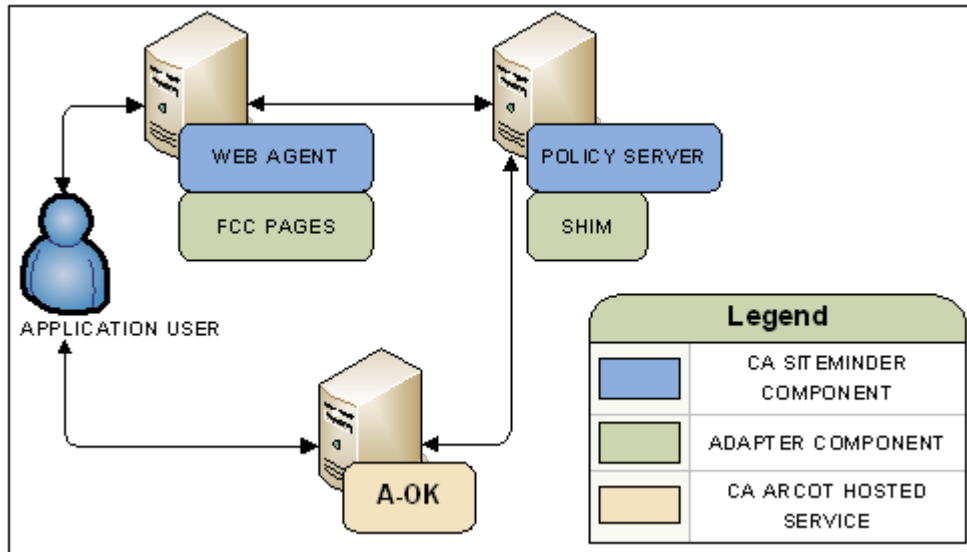 WEB AGENT
FCC PAGES
POLICY SERVER
SHIM
APPLICATION USER
A-OK
Legend
CA SITEMINDER
COMPONENT
ADAPTER COMPONENT
CA ARCOT HOSTED
SERVICE